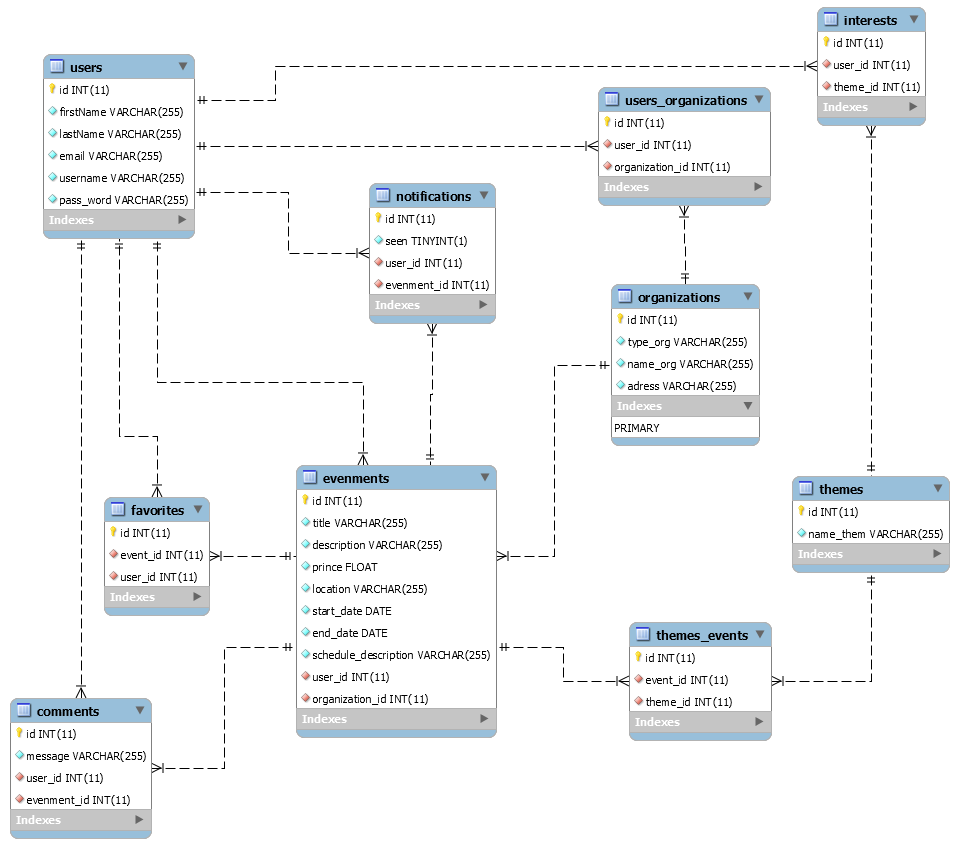 users
id INT(11)
firstName VARCHAR(255)
lastName VARCHAR(255)
email VARCHAR(255)
username VARCHAR(255)
pass_word VARCHAR(255)
Indexes
interests
id INT(11)
user_id INT(11)
theme_id INT(11)
Indexes
users_organizations
id INT(11)
user_id INT(11)
organization_id INT(11)
Indexes
notifications
id INT(11)
seen TINYINT(1)
user_id INT(11)
evenment_id INT(11)
Indexes
organizations
id INT(11)
type_org VARCHAR(255)
name_org VARCHAR(255)
adress VARCHAR(255)
Indexes
PRIMARY
evenments
id INT(11)
title VARCHAR(255)
description VARCHAR(255)
prince FLOAT
location VARCHAR(255)
start_date DATE
end_date DATE
schedule_description VARCHAR(255)
user_id INT(11)
organization_id INT(11)
Indexes
themes
id INT(11)
name_them VARCHAR(255)
Indexes
favorites
id INT(11)
event_id INT(11)
user_id INT(11)
Indexes
themes_events
id INT(11)
event_id INT(11)
theme_id INT(11)
Indexes
comments
id INT(11)
message VARCHAR(255)
user_id INT(11)
evenment_id INT(11)
Indexes